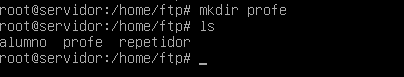 root@servidor:/home/ftp# mkdir profe
root@servidor:/home/ftp# ls
alumno  profe  repetidor
root@servidor:/home/ftp# _